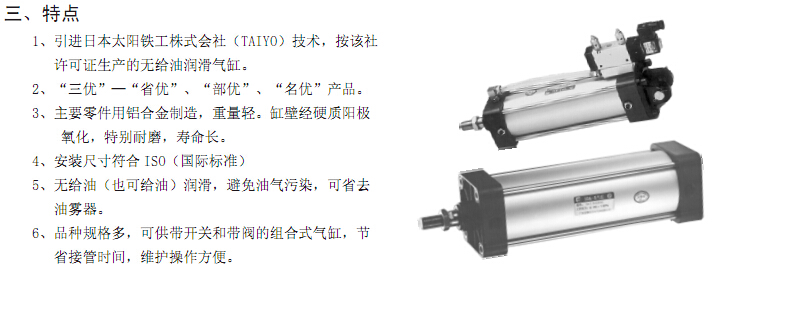 三、特点
1、引进日本太阳铁工株式会社（TAIYO）技术，按该社
许可证生产的无给油润滑气缸。
2、“三优”—“省优”、“部优”、“名优”产品。
3、主要零件用铝合金制造，重量轻。缸壁经硬质阳极
氧化，特别耐磨，寿命长。
4、安装尺寸符合ISO（国际标准）
5、无给油（也可给油）润滑，避免油气污染，可省去
油雾器。
6、品种规格多，可供带开关和带阀的组合式气缸，节
省接管时间，维护操作方便。